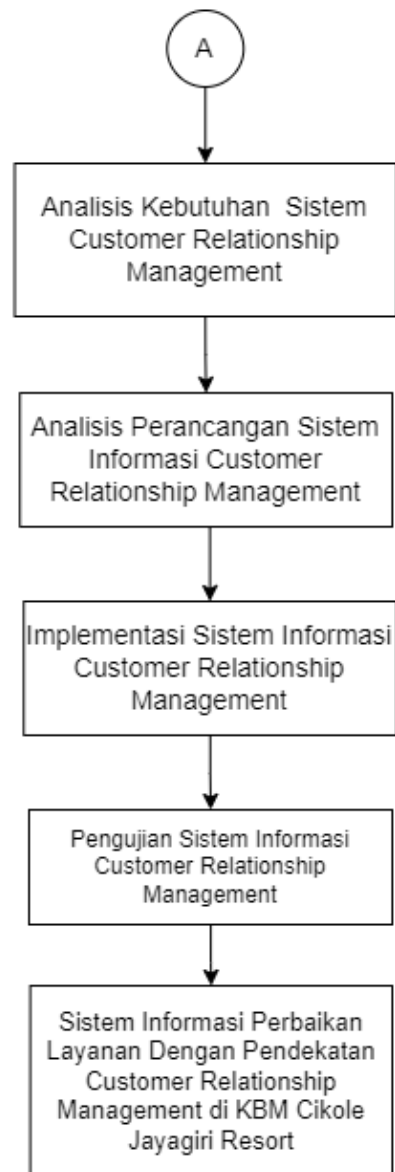 A
Analisis Kebutuhan Sistem
Customer Relationship
Management
Analisis Perancangan Sistem
Informasi Customer
Relationship Management
Implementasi Sistem Informasi
Customer Relationship
Management
Pengujian Sistem Informasi
Customer Relationship
Management
Sistem Informasi Perbaikan
Layanan Dengan Pendekatan
Customer Relationship
Management di KBM Cikole
Jayagiri Resort